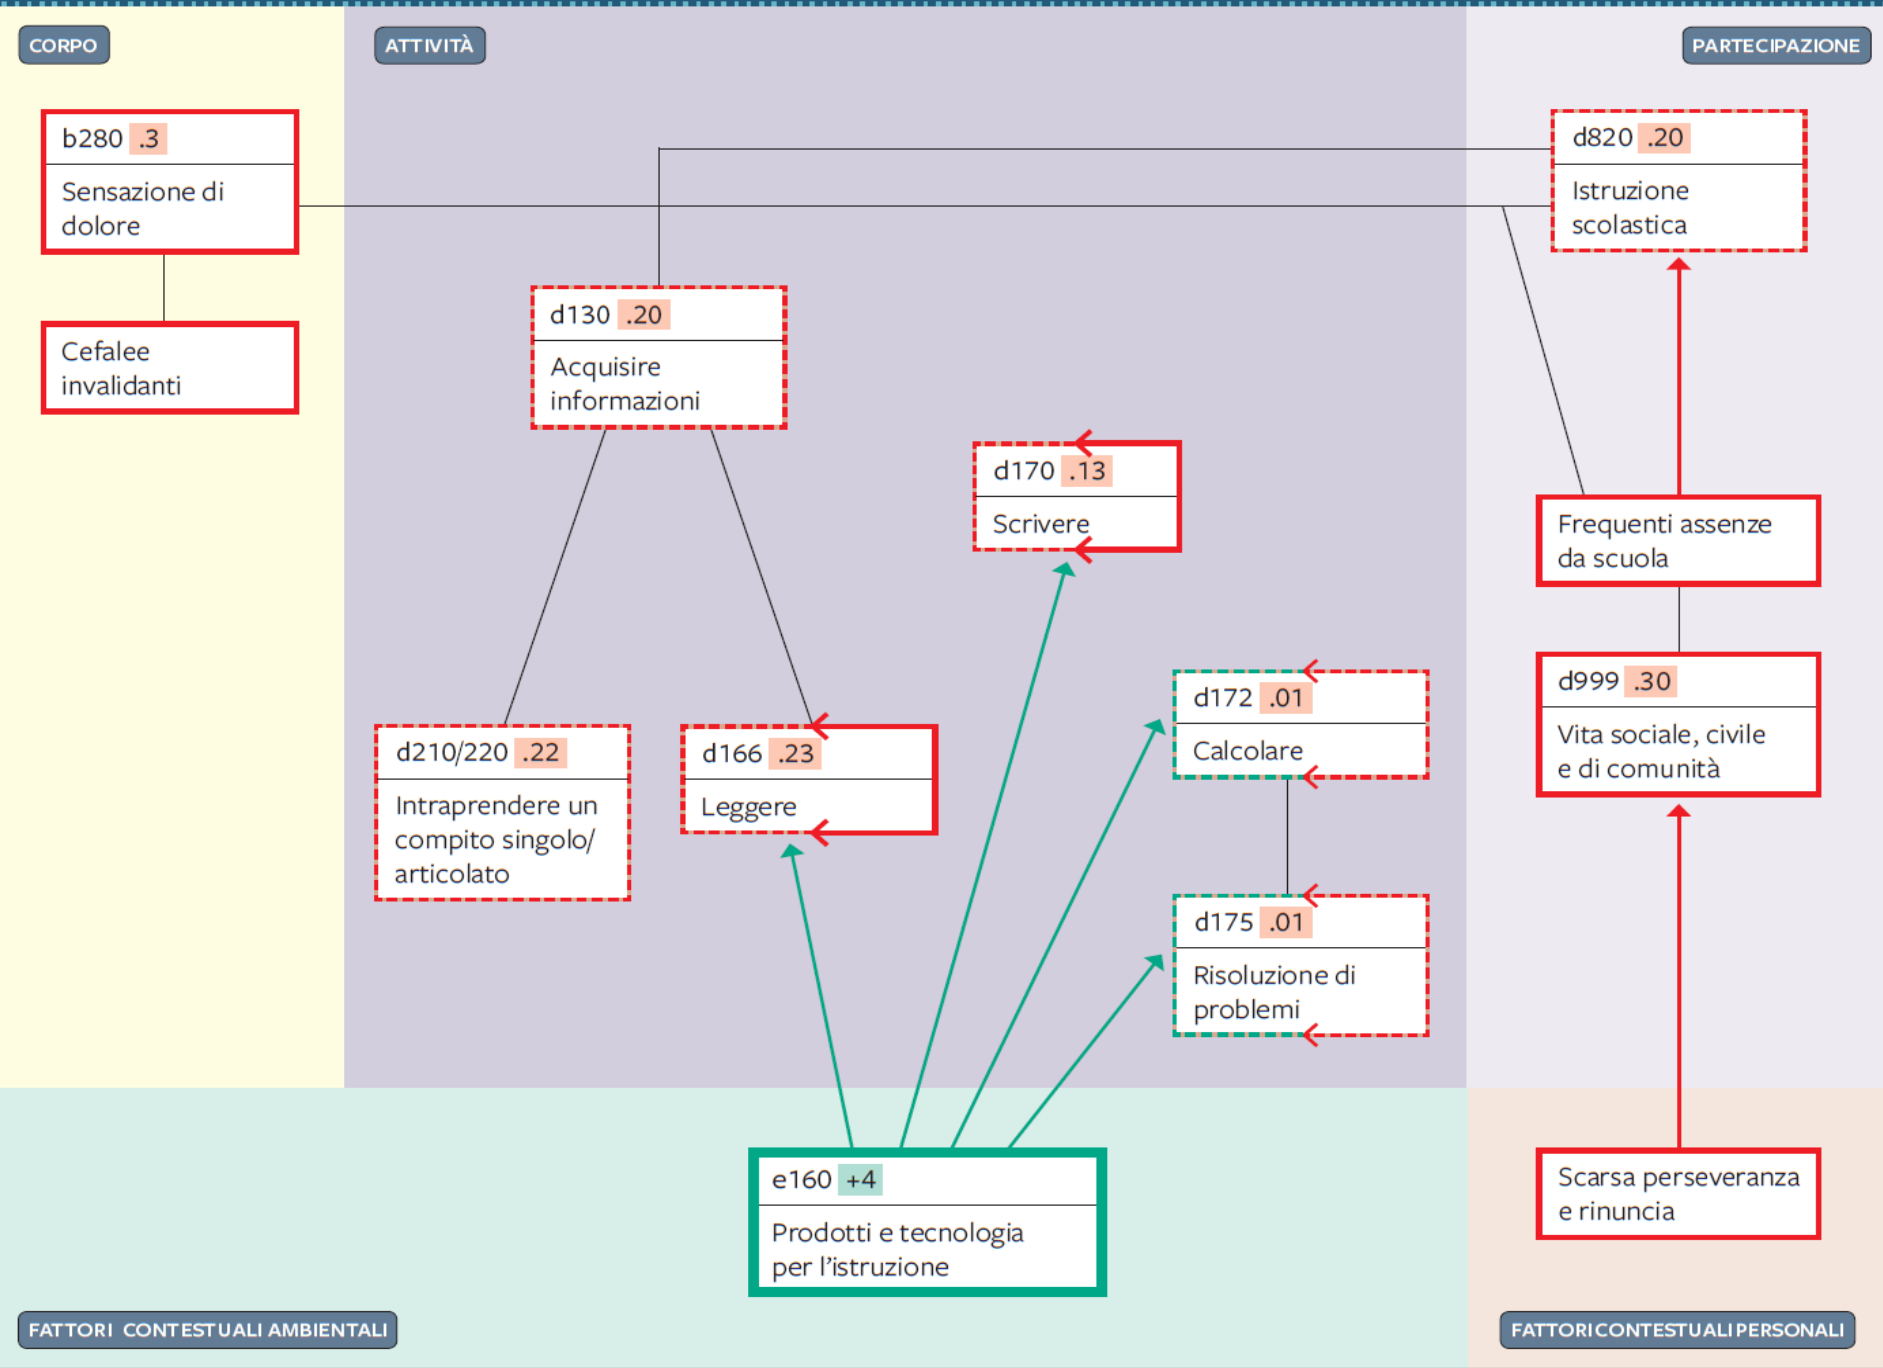 CORPO
ATTIVITÀ
PARTECIPAZIONE
b280 .3
Sensazione di
dolore
Cefalee
invalidanti
d130 .20
Acquisire
informazioni
d210/220 .22
Intraprendere un
compito singolo/
articolato
d166 .23
Leggere
d170 .13
Scrivere
d172 .01
Calcolare
d175 .01
Risoluzione di
problemi
d820 .20
Istruzione
scolastica
Frequenti assenze
da scuola
d999 .30
Vita sociale, civile
e di comunità
e160 +4
Prodotti e tecnologia
per l’istruzione
Scarsa perseveranza
e rinuncia
FATTORI CONTESTUALI AMBIENTALI
FATTORI CONTESTUALI PERSONALI